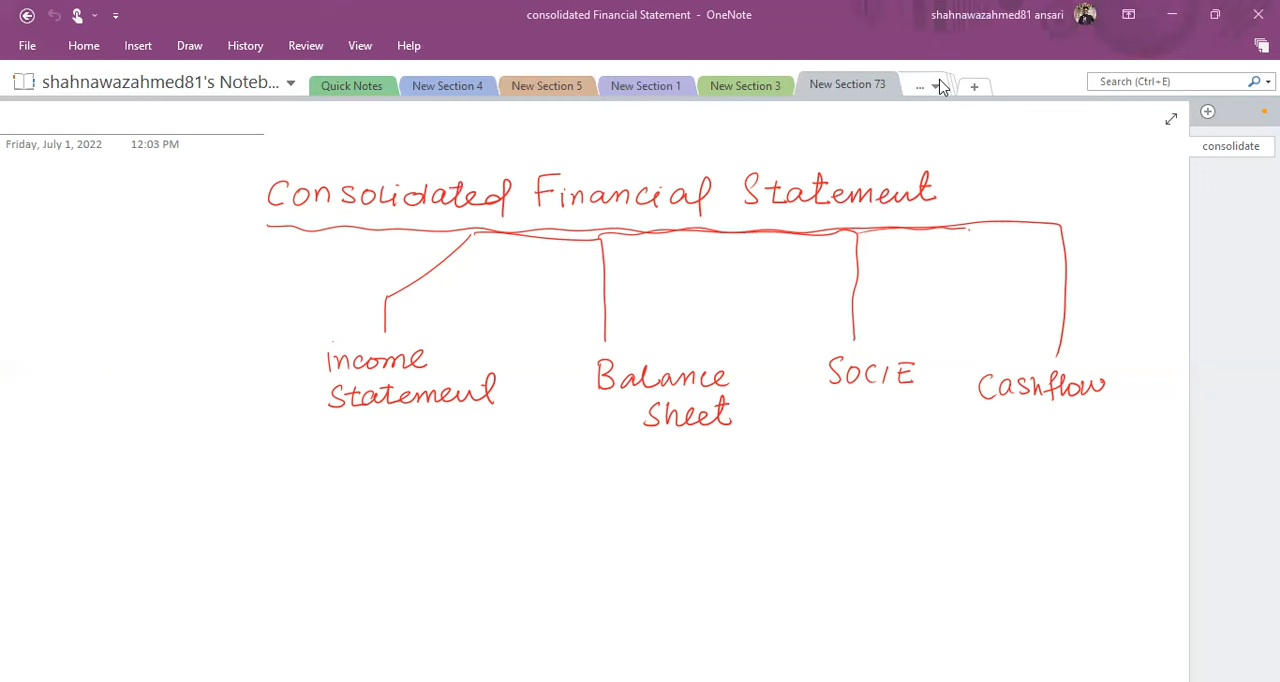 consolidated Financial Statement - OneNote
shahnawazahmed81 ansari
File Home Insert Draw History Review View Help
shahnawazahmed81's Noteb...
Quick Notes New Section 4 New Section 5 New Section 1 New Section 3 New Section 73 ... +
Search (Ctrl+E)
Friday, July 1, 2022 12:03 PM
consolidate
Consolidated Financial Statement
income
Statement
Balance
Sheet
SOCIE
Cashflow